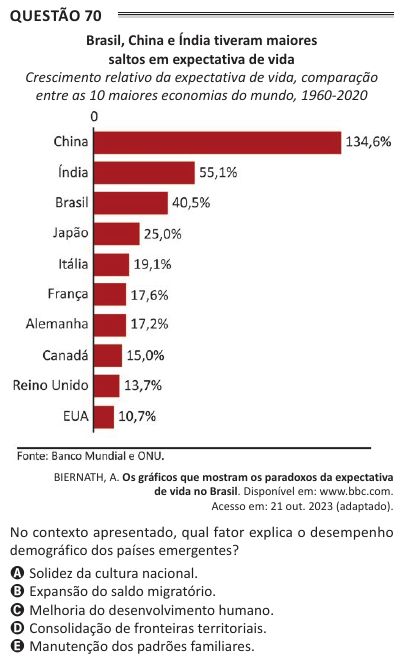 QUESTÃO 70
Brasil, China e Índia tiveram maiores
saltos em expectativa de vida
Crescimento relativo da expectativa de vida, comparação
entre as 10 maiores economias do mundo, 1960-2020
0
China 134,6%
Índia 55,1%
Brasil 40,5%
Japão 25,0%
Itália 19,1%
França 17,6%
Alemanha 17,2%
Canadá 15,0%
Reino Unido 13,7%
EUA 10,7%
Fonte: Banco Mundial e ONU.
BIERNATH, A. Os gráficos que mostram os paradoxos da expectativa
de vida no Brasil. Disponível em: www.bbc.com.
Acesso em: 21 out. 2023 (adaptado).
No contexto apresentado, qual fator explica o desempenho
demográfico dos países emergentes?
A Solidez da cultura nacional.
B Expansão do saldo migratório.
C Melhoria do desenvolvimento humano.
D Consolidação de fronteiras territoriais.
E Manutenção dos padrões familiares.